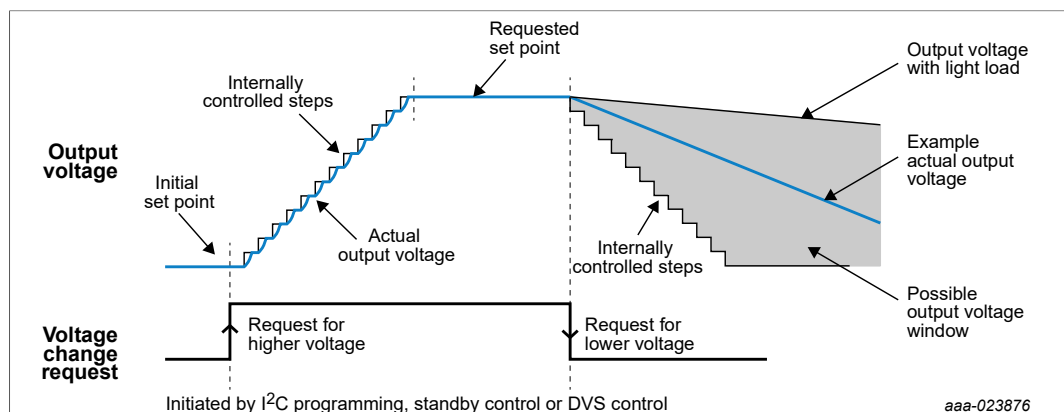 Requested
set point
Output voltage
with light load
Internally
controlled steps
Output
voltage
Example
actual output
voltage
Initial
set point
Actual
output voltage
Internally
controlled steps
Possible
output voltage
window
Voltage
change
request
Request for
higher voltage
Request for
lower voltage
Initiated by I2C programming, standby control or DVS control
aaa-023876